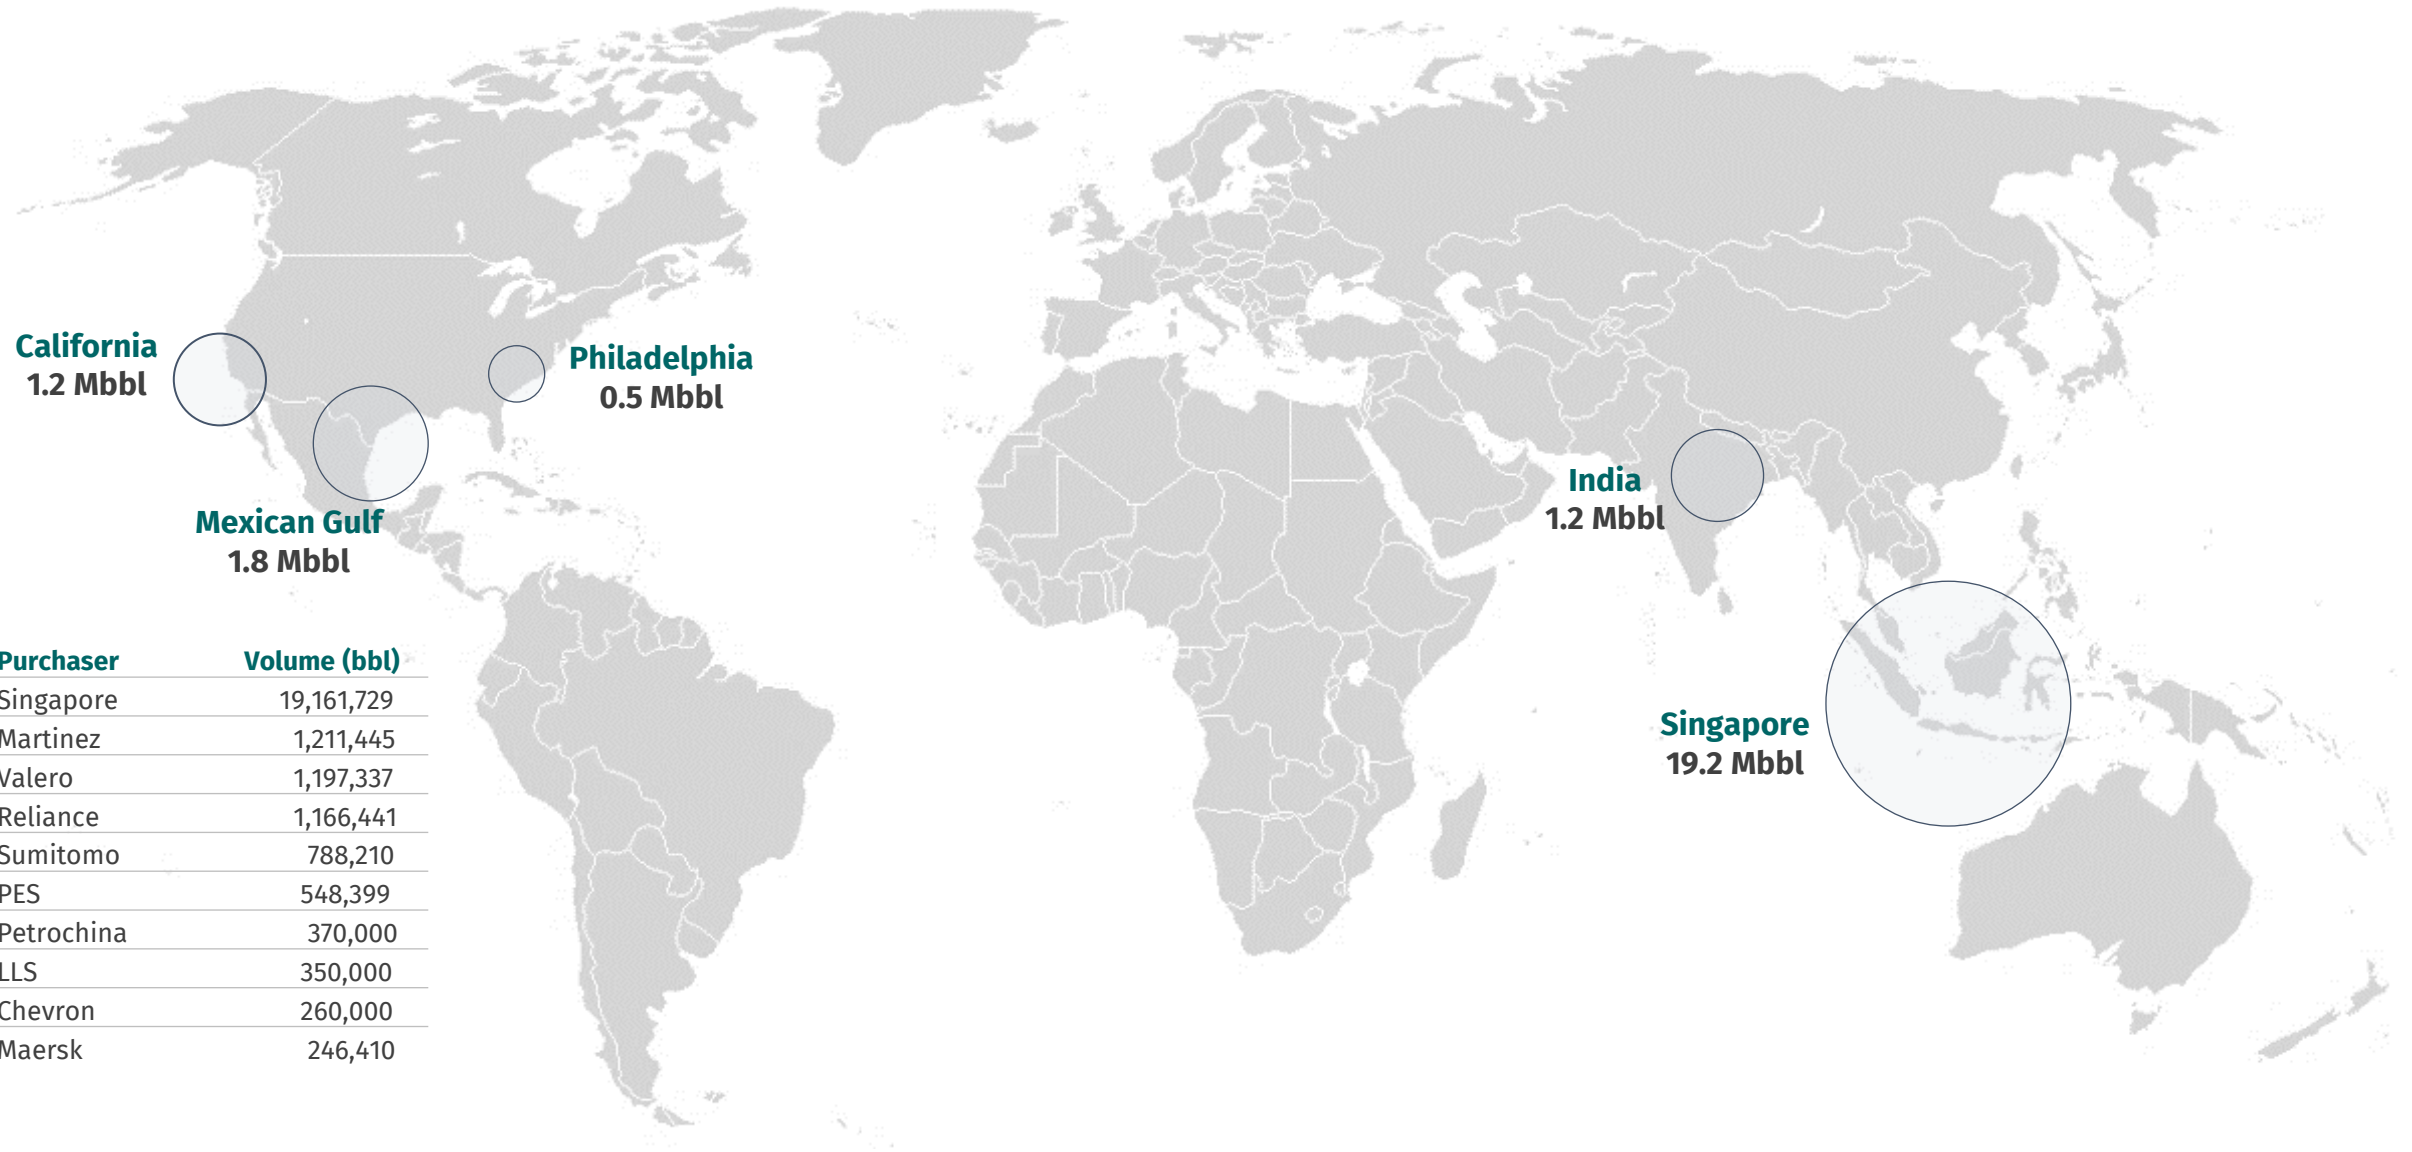 California
1.2 Mbbl
Philadelphia
0.5 Mbbl
Mexican Gulf
1.8 Mbbl
India
1.2 Mbbl
Singapore
19.2 Mbbl
Purchaser Volume (bbl)
Singapore 19,161,729
Martinez 1,211,445
Valero 1,197,337
Reliance 1,166,441
Sumitomo 788,210
PES 548,399
Petrochina 370,000
LLS 350,000
Chevron 260,000
Maersk 246,410